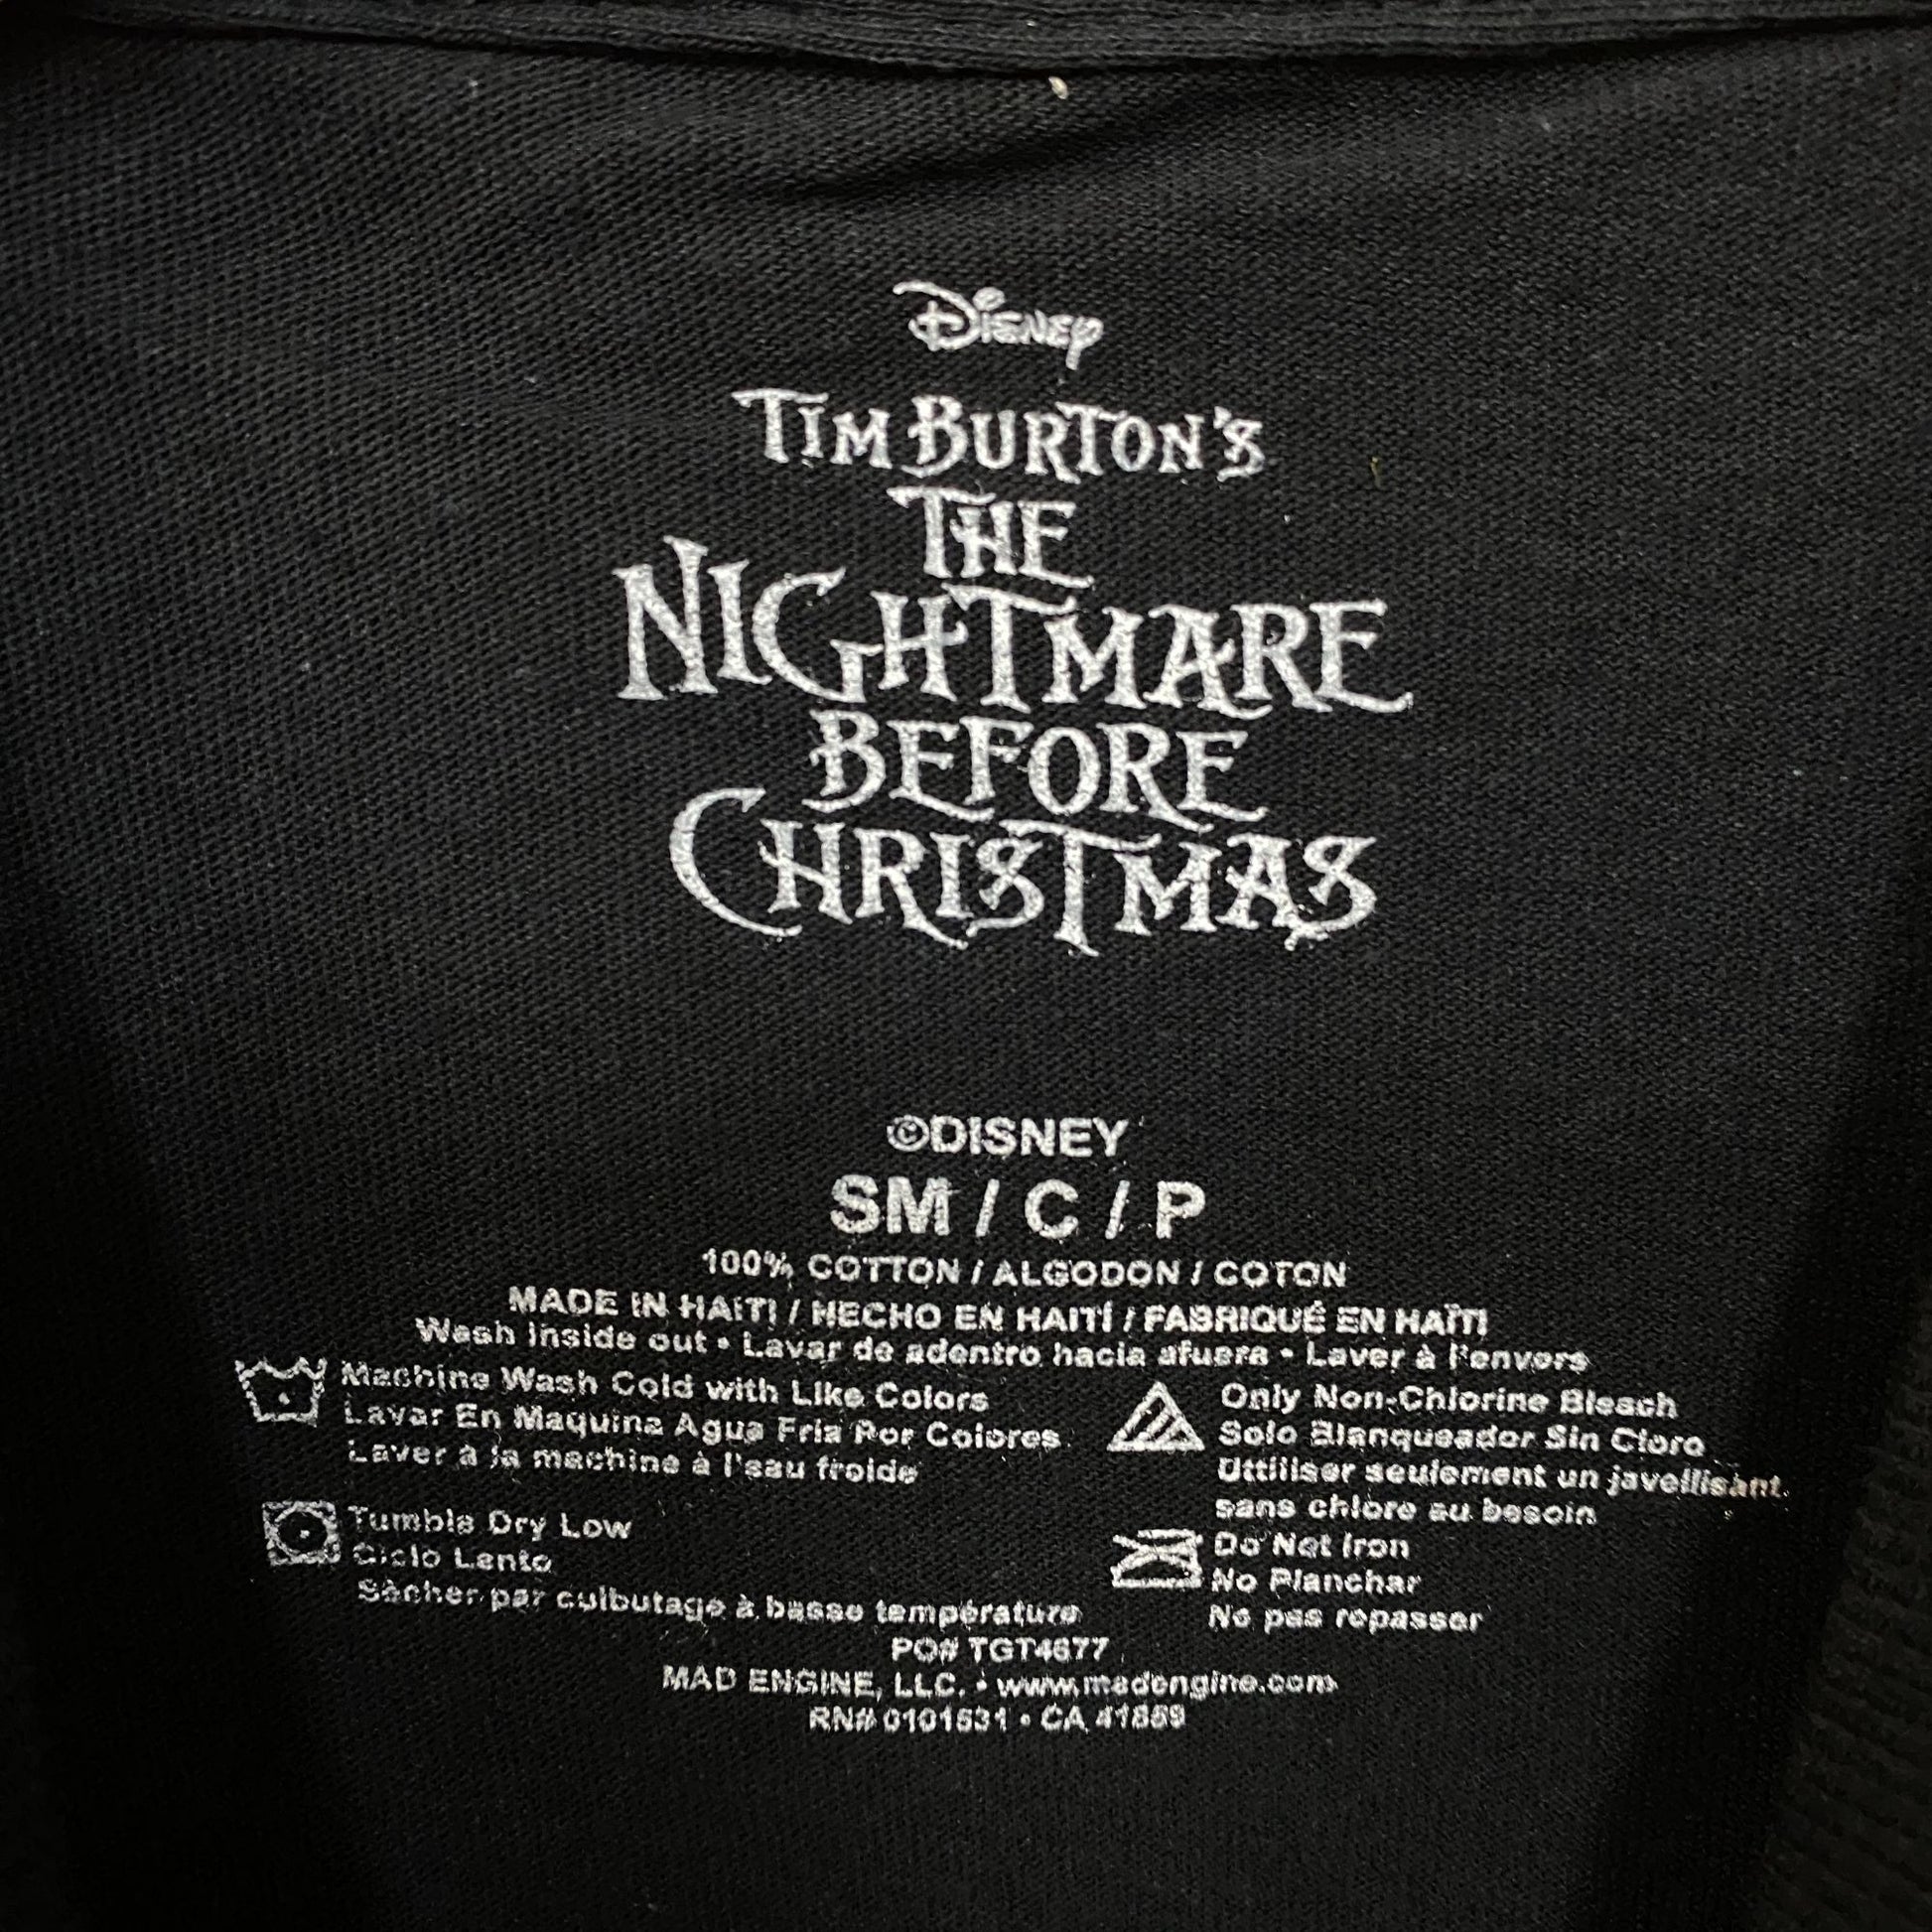 Disney
TIM BURTON'S
THE
NIGHTMARE
BEFORE
CHRISTMAS
©DISNEY
SM / C / P
100% COTTON / ALGODON / COTON
MADE IN HAITI / HECHO EN HAITÍ / FABRIQUÉ EN HAÏTI
Wash inside out • Lavar de adentro hacia afuera • Laver à l'envers
Machine Wash Cold with Like Colors
Lavar En Maquina Agua Fria Por Colores
Laver à la machine à l'eau froide
Only Non-Chlorine Bleach
Solo Blanqueador Sin Cloro
Uttiliser seulement un javellisant
sans chlore au besoin
Tumble Dry Low
Ciclo Lento
Sècher par culbutage à basse température
Do Not Iron
No Planchar
Ne pas repasser
PO# TGT4677
MAD ENGINE, LLC. • www.madengine.com
RN# 0101631 • CA 41869